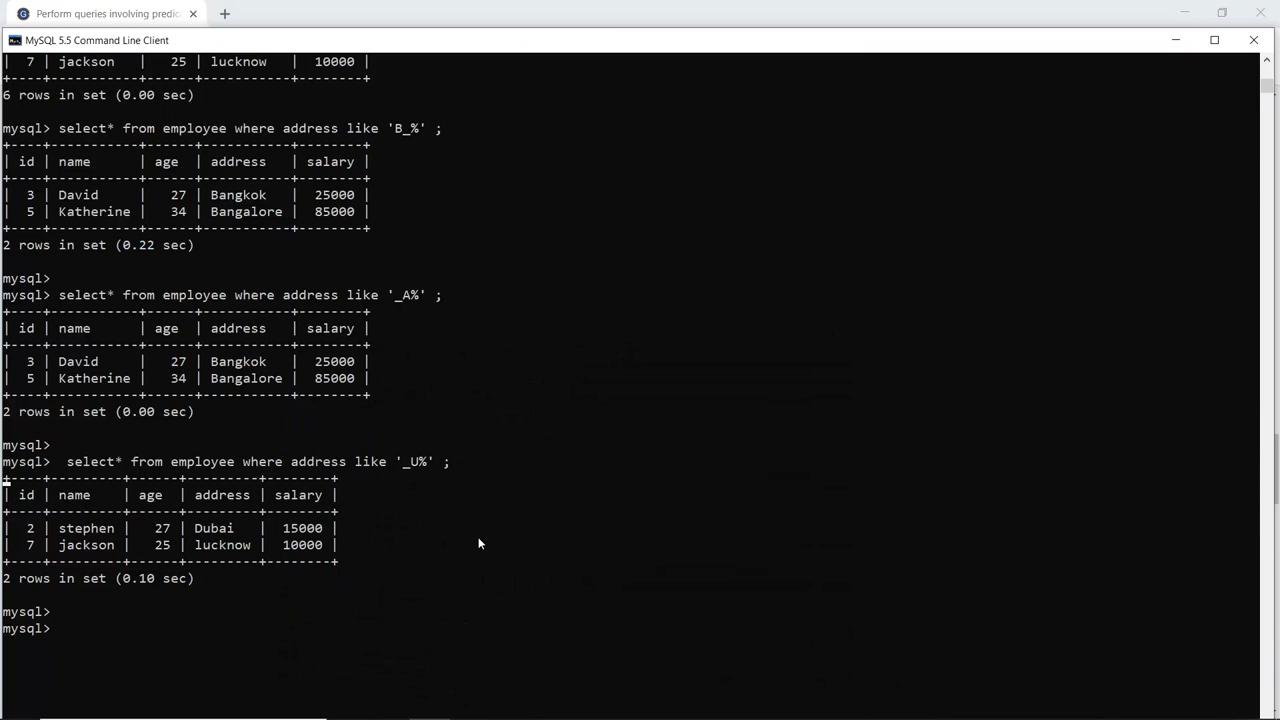 Perform queries involving predic
MySQL 5.5 Command Line Client
|  7 | jackson   |   25 | lucknow   |  10000 |
+----+-----------+------+-----------+--------+
6 rows in set (0.00 sec)
mysql> select* from employee where address like 'B_%' ;
+----+-----------+------+-----------+--------+
| id | name      | age  | address   | salary |
+----+-----------+------+-----------+--------+
|  3 | David     |   27 | Bangkok   |  25000 |
|  5 | Katherine |   34 | Bangalore |  85000 |
+----+-----------+------+-----------+--------+
2 rows in set (0.22 sec)
mysql>
mysql> select* from employee where address like '_A%' ;
+----+-----------+------+-----------+--------+
| id | name      | age  | address   | salary |
+----+-----------+------+-----------+--------+
|  3 | David     |   27 | Bangkok   |  25000 |
|  5 | Katherine |   34 | Bangalore |  85000 |
+----+-----------+------+-----------+--------+
2 rows in set (0.00 sec)
mysql>
mysql>  select* from employee where address like '_U%' ;
+----+---------+------+---------+--------+
| id | name    | age  | address | salary |
+----+---------+------+---------+--------+
|  2 | stephen |   27 | Dubai   |  15000 |
|  7 | jackson |   25 | lucknow |  10000 |
+----+---------+------+---------+--------+
2 rows in set (0.10 sec)
mysql>
mysql>